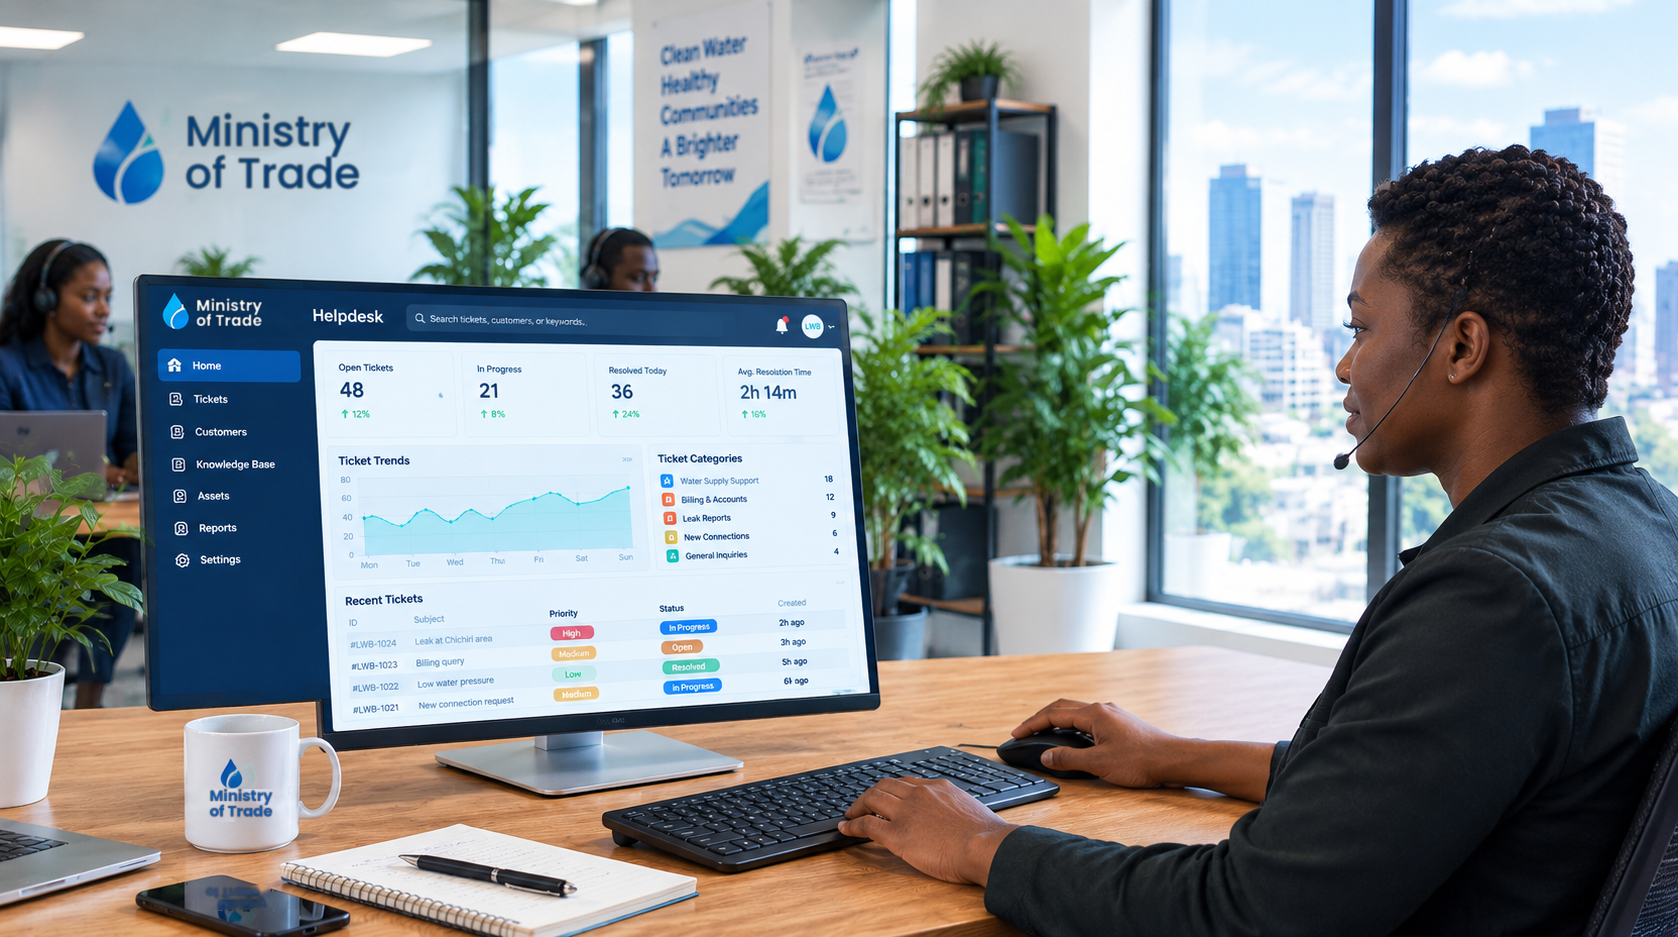 Ministry
of Trade
Clean Water
Healthy
Communities
A Brighter
Tomorrow
Ministry
of Trade
Helpdesk
Search tickets, customers, or keywords..
LWB
Home
Tickets
Customers
Knowledge Base
Assets
Reports
Settings
Open Tickets
48
↑ 12%
In Progress
21
↑ 8%
Resolved Today
36
↑ 24%
Avg. Resolution Time
2h 14m
↑ 16%
Ticket Trends
80
60
40
20
0
Mon Tue Wed Thu Fri Sat Sun
Ticket Categories
Water Supply Support 18
Billing & Accounts 12
Leak Reports 9
New Connections 6
General Inquiries 4
Recent Tickets
ID Subject Priority Status Created
#LWB-1024 Leak at Chichiri area High In Progress 2h ago
#LWB-1023 Billing query Medium Open 3h ago
#LWB-1022 Low water pressure Low Resolved 5h ago
#LWB-1021 New connection request Medium in Progress 6h ago
Ministry
of Trade